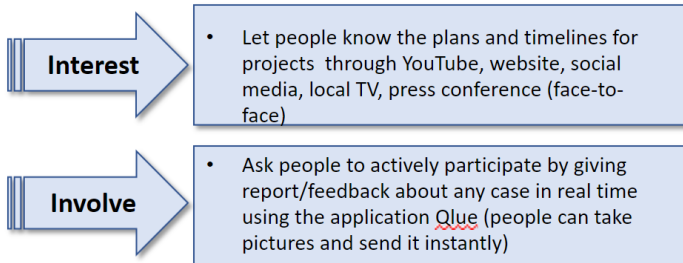 Interest
• Let people know the plans and timelines for
projects through YouTube, website, social
media, local TV, press conference (face-to-
face)
Involve
• Ask people to actively participate by giving
report/feedback about any case in real time
using the application Qlue (people can take
pictures and send it instantly)